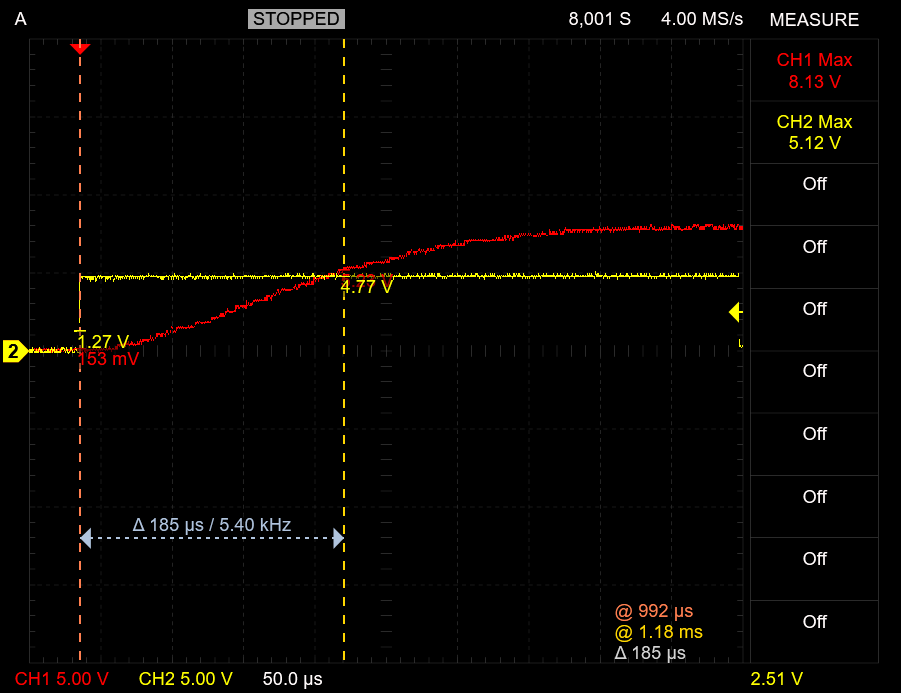 A STOPPED 8,001 S 4.00 MS/s MEASURE
CH1 Max
8.13 V
CH2 Max
5.12 V
Off
Off
Off
Off
Off
Off
Off
Off
4.77 V
1.27 V
153 mV
2
Δ 185 µs / 5.40 kHz
@ 992 µs
@ 1.18 ms
Δ 185 µs
CH1 5.00 V CH2 5.00 V 50.0 µs 2.51 V